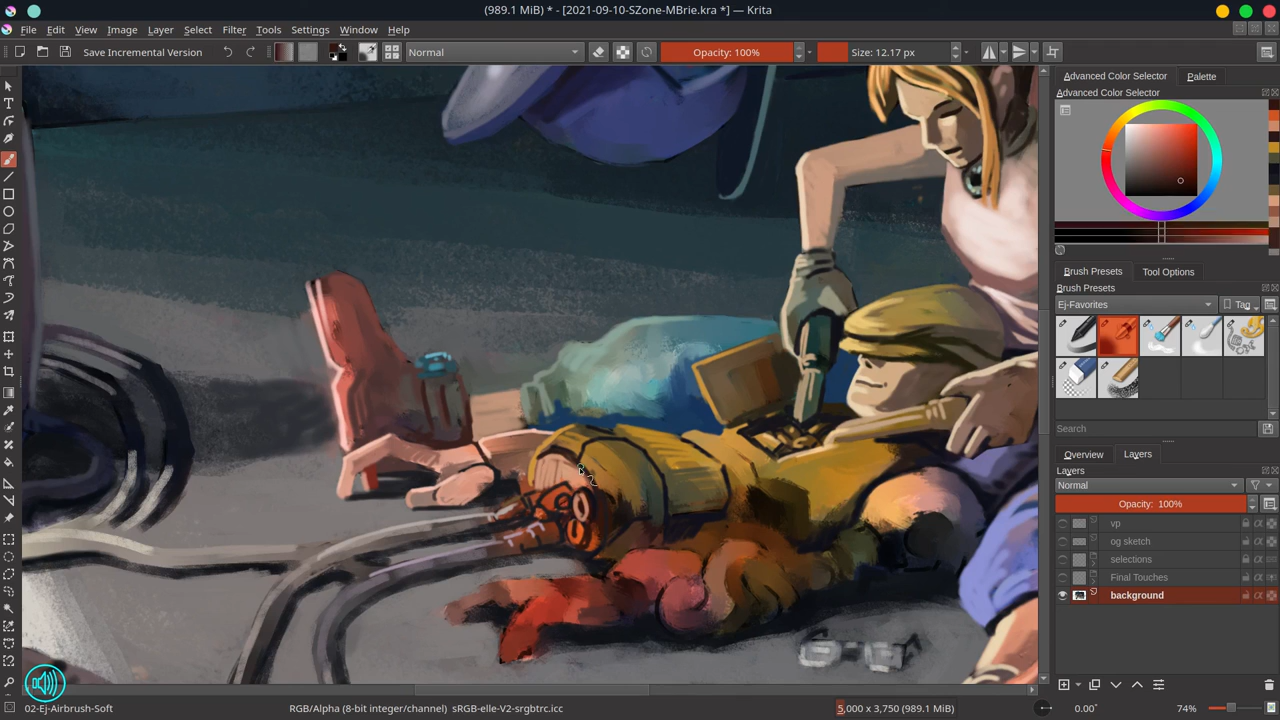 (989.1 MiB) * - [2021-09-10-SZone-MBrie.kra *] — Krita
File Edit View Image Layer Select Filter Tools Settings Window Help
Save Incremental Version Normal Opacity: 100% Size: 12.17 px
Advanced Color Selector Palette
Advanced Color Selector
Brush Presets Tool Options
Brush Presets
Ej-Favorites Tag
Search
Overview Layers
Layers
Normal
Opacity: 100%
vp
og sketch
selections
Final Touches
background
02-Ej-Airbrush-Soft RGB/Alpha (8-bit integer/channel) sRGB-elle-V2-srgbtrc.icc 5,000 x 3,750 (989.1 MiB) 0.00° 74%